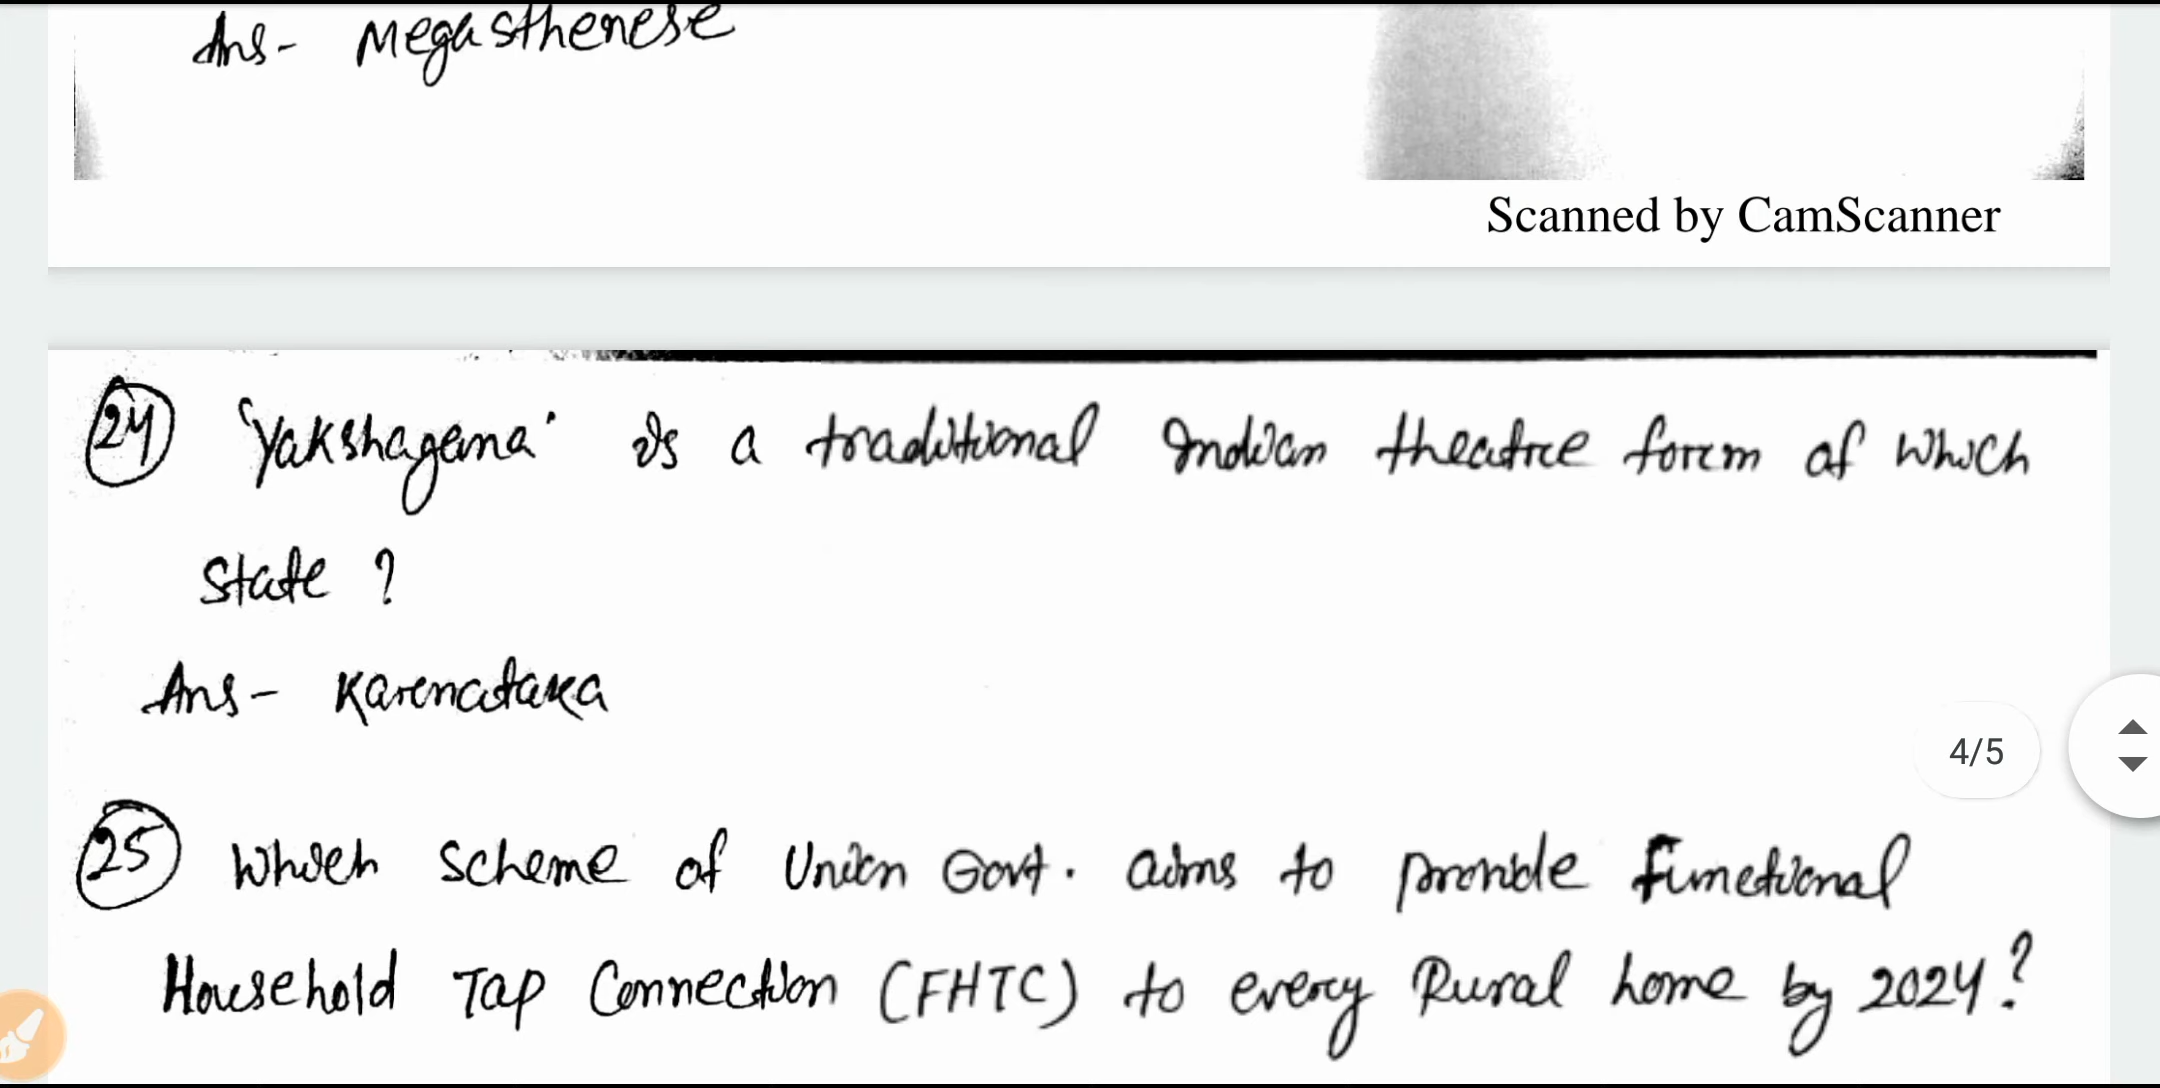 Ans- Megasthenese
Scanned by CamScanner
24 'Yakshagana' is a traditional Indian theatre form of which
state ?
Ans- Karnataka
4/5
25 Which scheme of Union Govt. aims to provide Functional
Household Tap Connection (FHTC) to every Rural home by 2024?